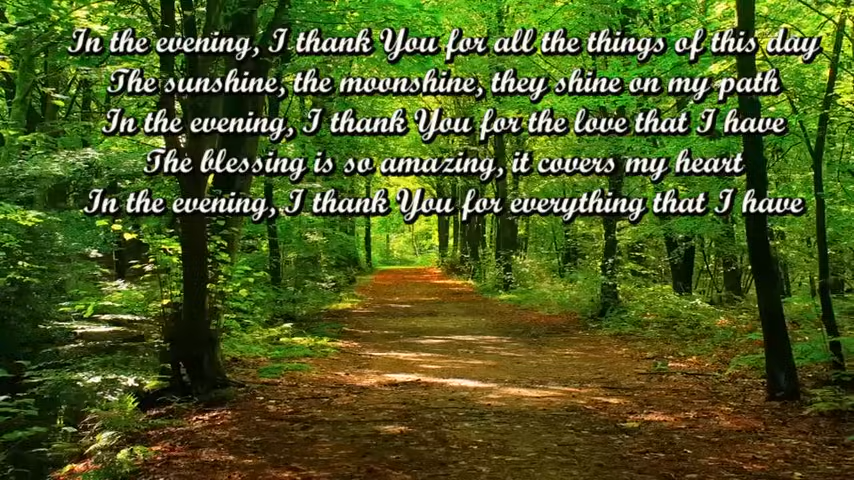 In the evening, I thank You for all the things of this day
The sunshine, the moonshine, they shine on my path
In the evening, I thank You for the love that I have
The blessing is so amazing, it covers my heart
In the evening, I thank You for everything that I have